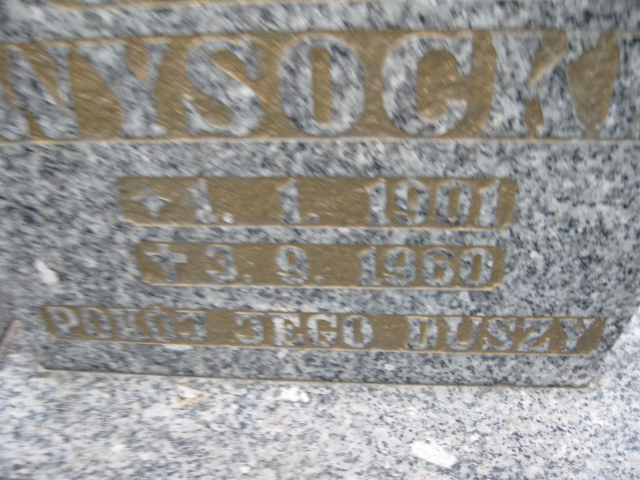 NYSOCK
* 1. 1. 1901
✝ 3. 9. 1960
POKÓJ JEGO DUSZY